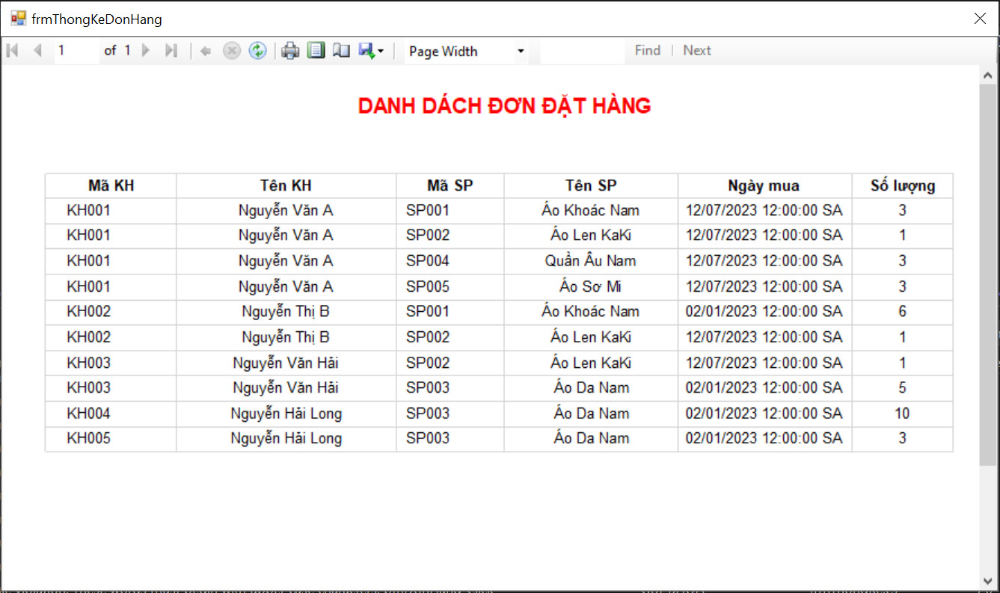 frmThongKeDonHang
1 of 1 Page Width Find Next
DANH DÁCH ĐƠN ĐẶT HÀNG
Mã KH Tên KH Mã SP Tên SP Ngày mua Số lượng
KH001 Nguyễn Văn A SP001 Áo Khoác Nam 12/07/2023 12:00:00 SA 3
KH001 Nguyễn Văn A SP002 Áo Len KaKi 12/07/2023 12:00:00 SA 1
KH001 Nguyễn Văn A SP004 Quần Âu Nam 12/07/2023 12:00:00 SA 3
KH001 Nguyễn Văn A SP005 Áo Sơ Mi 12/07/2023 12:00:00 SA 3
KH002 Nguyễn Thị B SP001 Áo Khoác Nam 02/01/2023 12:00:00 SA 6
KH002 Nguyễn Thị B SP002 Áo Len KaKi 12/07/2023 12:00:00 SA 1
KH003 Nguyễn Văn Hải SP002 Áo Len KaKi 12/07/2023 12:00:00 SA 1
KH003 Nguyễn Văn Hải SP003 Áo Da Nam 02/01/2023 12:00:00 SA 5
KH004 Nguyễn Hải Long SP003 Áo Da Nam 02/01/2023 12:00:00 SA 10
KH005 Nguyễn Hải Long SP003 Áo Da Nam 02/01/2023 12:00:00 SA 3